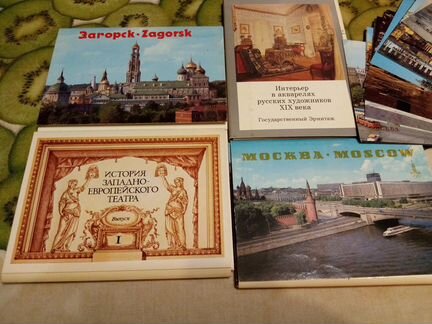 Загорск · Zagorsk
Интерьер
в акварелях
русских художников
XIX века
Государственный Эрмитаж
ИСТОРИЯ
ЗАПАДНО-
ЕВРОПЕЙСКОГО
ТЕАТРА
Выпуск
I
МОСКВА · MOSCOW